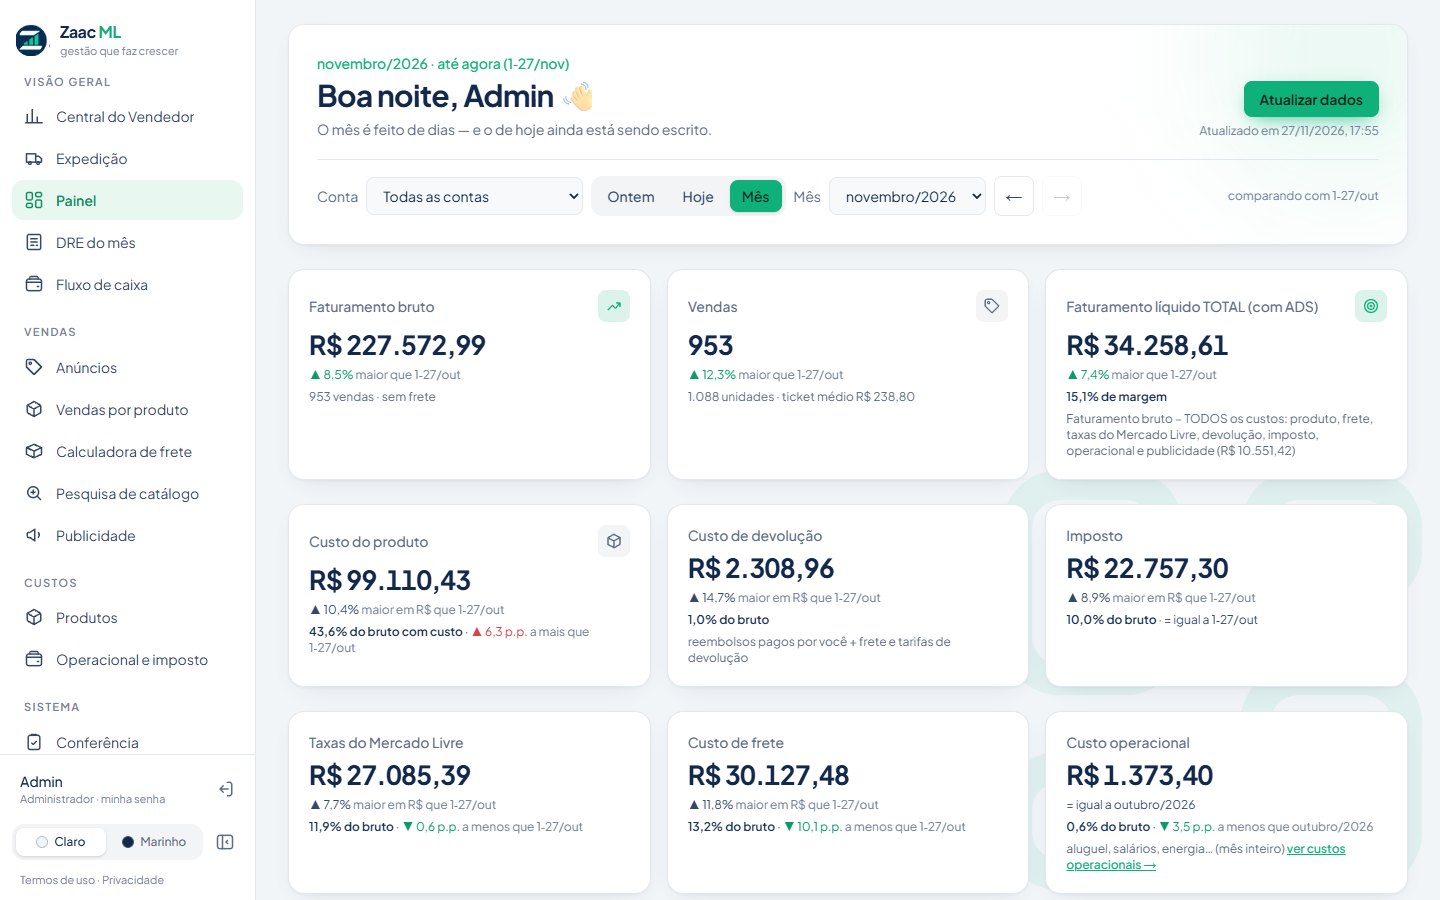 Zaac ML
gestão que faz crescer
VISÃO GERAL
Central do Vendedor
Expedição
Painel
DRE do mês
Fluxo de caixa
VENDAS
Anúncios
Vendas por produto
Calculadora de frete
Pesquisa de catálogo
Publicidade
CUSTOS
Produtos
Operacional e imposto
SISTEMA
Conferência
Admin
Administrador · minha senha
Claro
Marinho
Termos de uso · Privacidade
novembro/2026 · até agora (1-27/nov)
Boa noite, Admin 👋
O mês é feito de dias — e o de hoje ainda está sendo escrito.
Atualizar dados
Atualizado em 27/11/2026, 17:55
Conta Todas as contas Ontem Hoje Mês Mês novembro/2026 ← → comparando com 1-27/out
Faturamento bruto
R$ 227.572,99
▲ 8,5% maior que 1-27/out
953 vendas · sem frete
Vendas
953
▲ 12,3% maior que 1-27/out
1.088 unidades · ticket médio R$ 238,80
Faturamento líquido TOTAL (com ADS)
R$ 34.258,61
▲ 7,4% maior que 1-27/out
15,1% de margem
Faturamento bruto – TODOS os custos: produto, frete,
taxas do Mercado Livre, devolução, imposto,
operacional e publicidade (R$ 10.551,42)
Custo do produto
R$ 99.110,43
▲ 10,4% maior em R$ que 1-27/out
43,6% do bruto com custo · ▲ 6,3 p.p. a mais que
1-27/out
Custo de devolução
R$ 2.308,96
▲ 14,7% maior em R$ que 1-27/out
1,0% do bruto
reembolsos pagos por você + frete e tarifas de
devolução
Imposto
R$ 22.757,30
▲ 8,9% maior em R$ que 1-27/out
10,0% do bruto · = igual a 1-27/out
Taxas do Mercado Livre
R$ 27.085,39
▲ 7,7% maior em R$ que 1-27/out
11,9% do bruto · ▼ 0,6 p.p. a menos que 1-27/out
Custo de frete
R$ 30.127,48
▲ 11,8% maior em R$ que 1-27/out
13,2% do bruto · ▼ 10,1 p.p. a menos que 1-27/out
Custo operacional
R$ 1.373,40
= igual a outubro/2026
0,6% do bruto · ▼ 3,5 p.p. a menos que outubro/2026
aluguel, salários, energia… (mês inteiro) ver custos
operacionais →